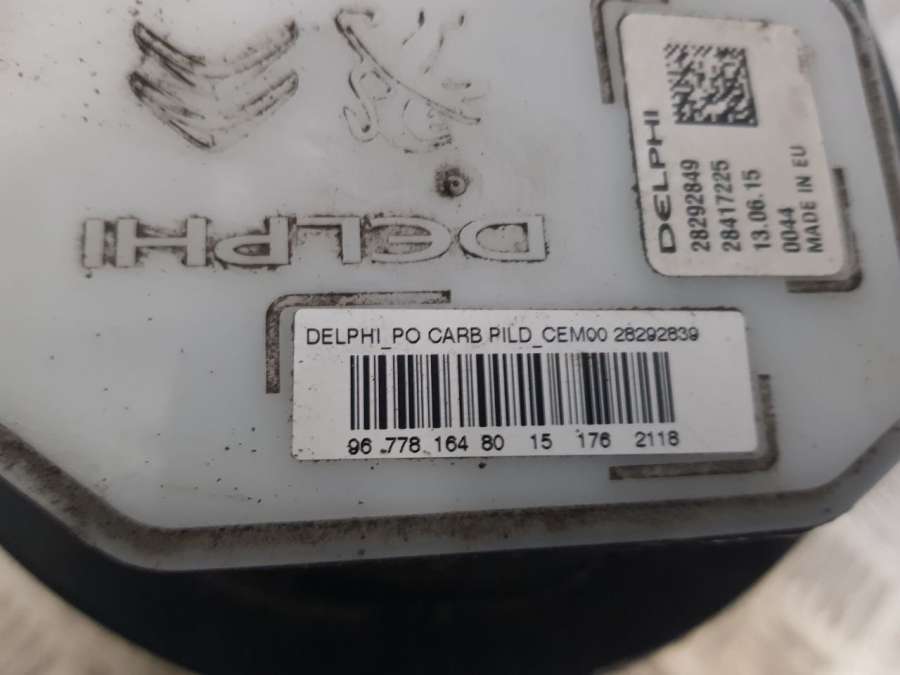 DELPHI
28292849
28417225
13.06.15
0044
MADE IN EU
DELPHI
DELPHI_PO CARB PILD_CEM00 28292839
96 778 164 80 15 176 2118